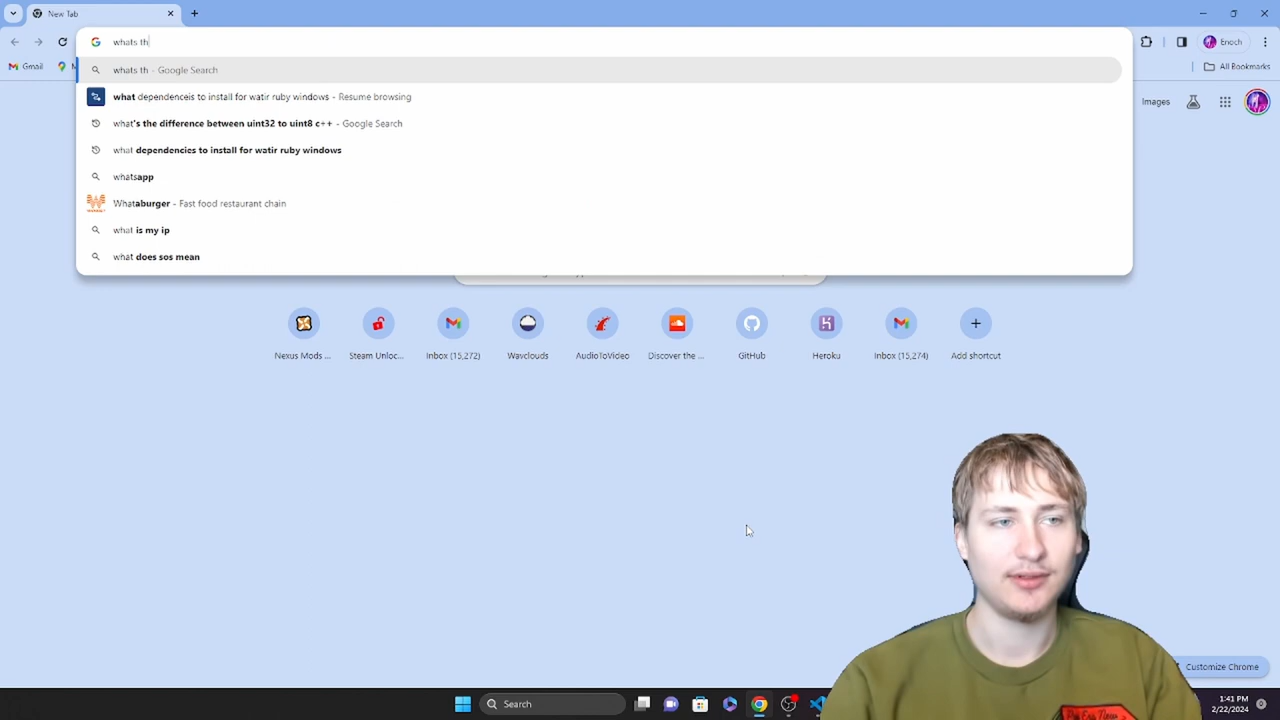 New Tab
whats th
Enoch
Gmail
All Bookmarks
whats th - Google Search
what dependenceis to install for watir ruby windows - Resume browsing
what's the difference between uint32 to uint8 c++ - Google Search
what dependencies to install for watir ruby windows
whatsapp
Whataburger - Fast food restaurant chain
what is my ip
what does sos mean
Images
Nexus Mods ...
Steam Unloc...
Inbox (15,272)
Wavclouds
AudioToVideo
Discover the ...
GitHub
Heroku
Inbox (15,274)
Add shortcut
Customize Chrome
Search
1:41 PM
2/22/2024